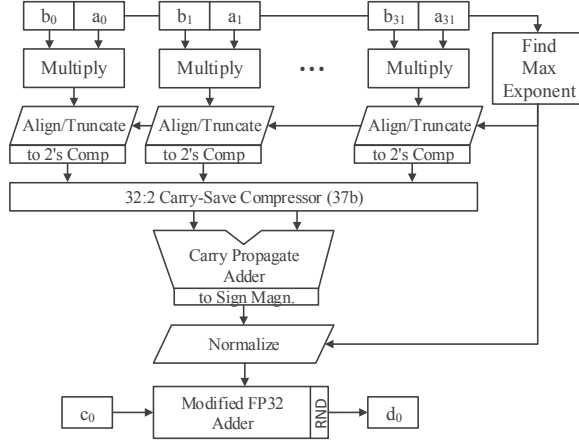 b0 a0 b1 a1 b31 a31
Find
Max
Exponent
Multiply Multiply ... Multiply
Align/Truncate Align/Truncate Align/Truncate
to 2's Comp to 2's Comp to 2's Comp
32:2 Carry-Save Compressor (37b)
Carry Propagate
Adder
to Sign Magn.
Normalize
c0 Modified FP32
Adder RND d0